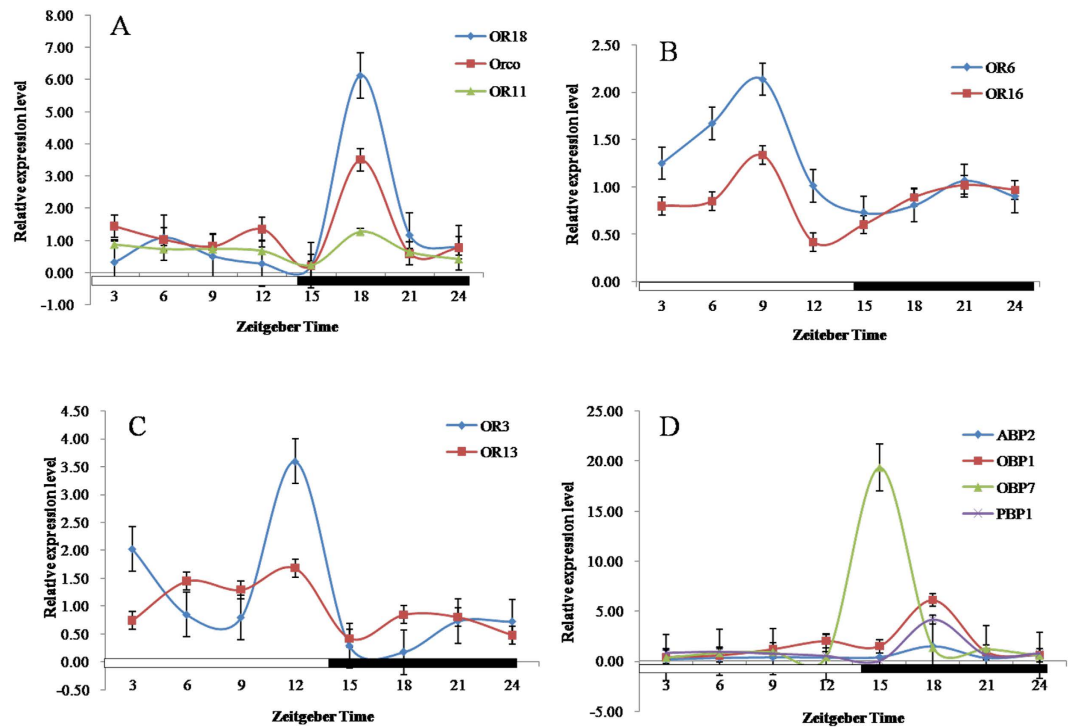 A
8.00
7.00
6.00
5.00
4.00
3.00
2.00
1.00
0.00
-1.00
Relative expression level
OR18
Orco
OR11
3 6 9 12 15 18 21 24
Zeitgeber Time
B
2.50
2.00
1.50
1.00
0.50
0.00
Relative expression level
OR6
OR16
3 6 9 12 15 18 21 24
Zeiteber Time
C
4.50
4.00
3.50
3.00
2.50
2.00
1.50
1.00
0.50
0.00
-0.50
Relative expression level
OR3
OR13
3 6 9 12 15 18 21 24
Zeitgeber Time
D
25.00
20.00
15.00
10.00
5.00
0.00
-5.00
Relative expression level
ABP2
OBP1
OBP7
PBP1
3 6 9 12 15 18 21 24
Zeitgeber Time